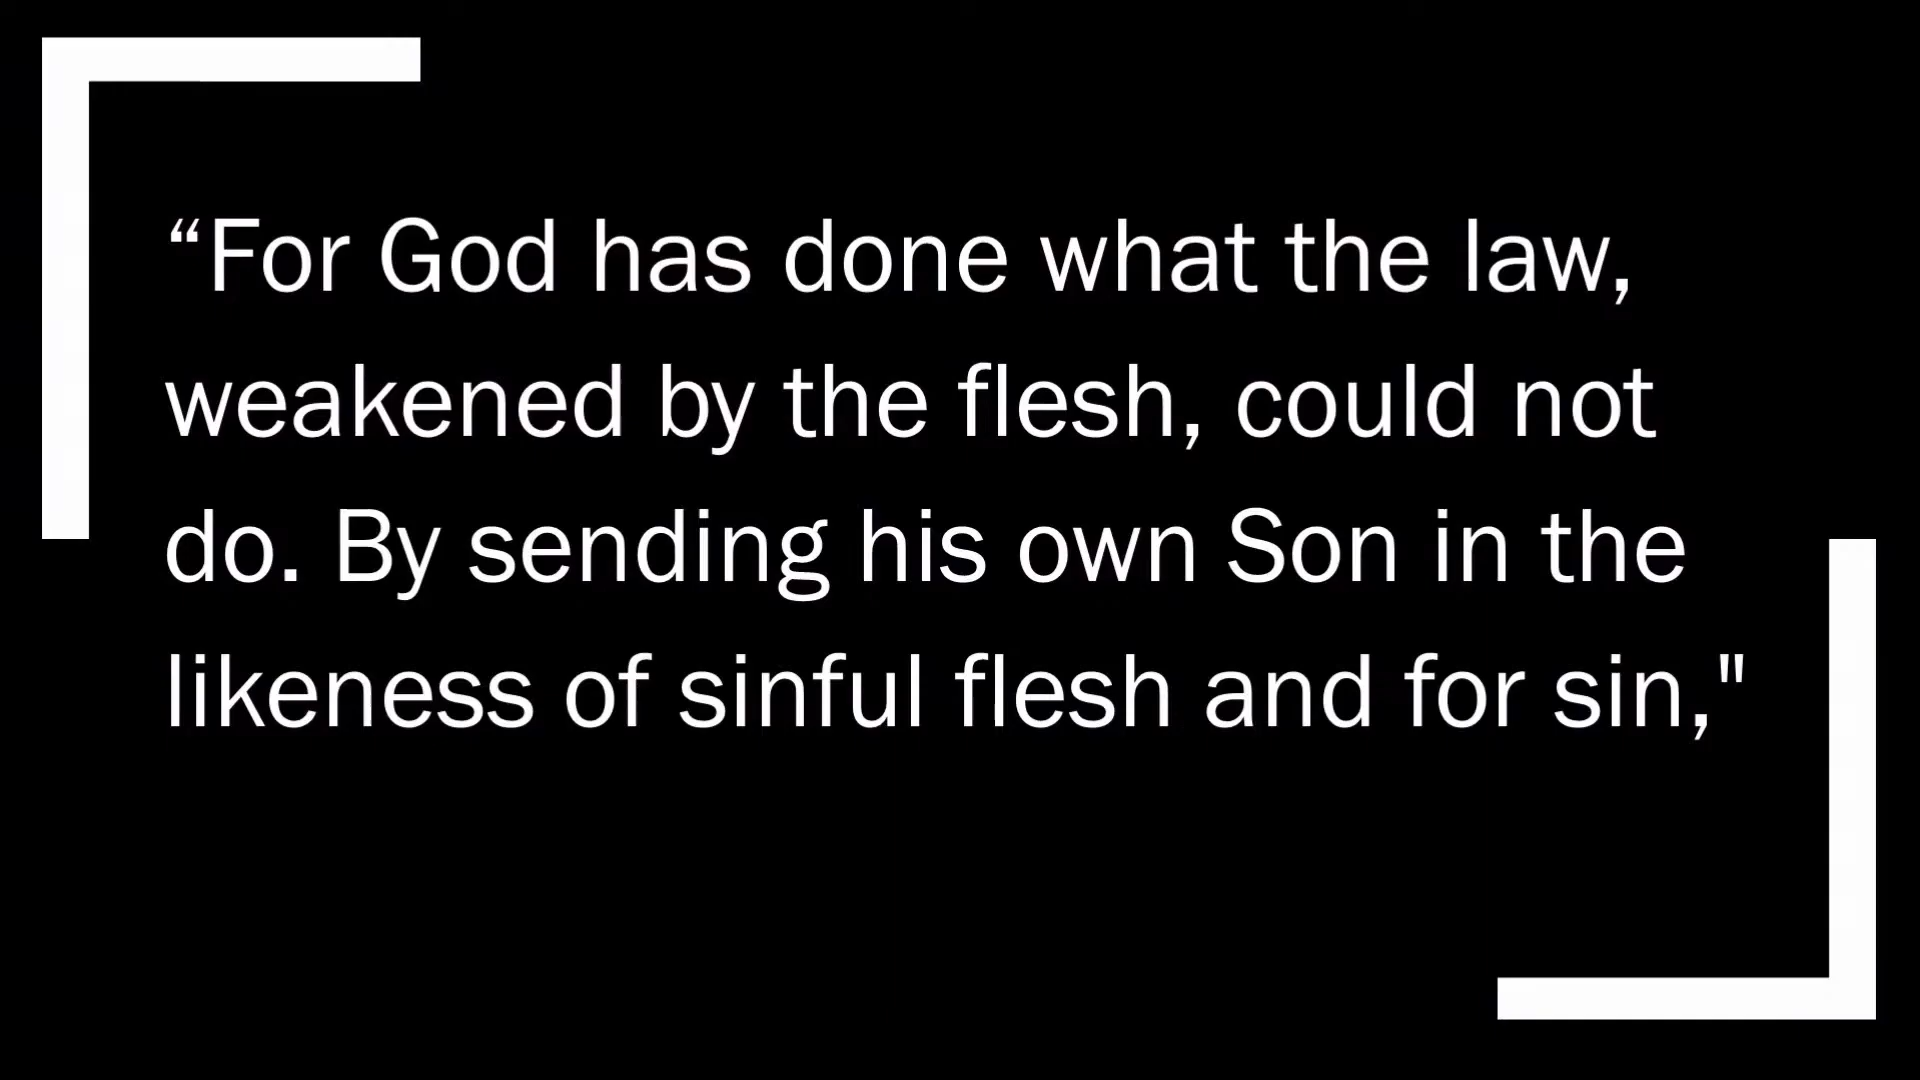 “For God has done what the law,
weakened by the flesh, could not
do. By sending his own Son in the
likeness of sinful flesh and for sin,"